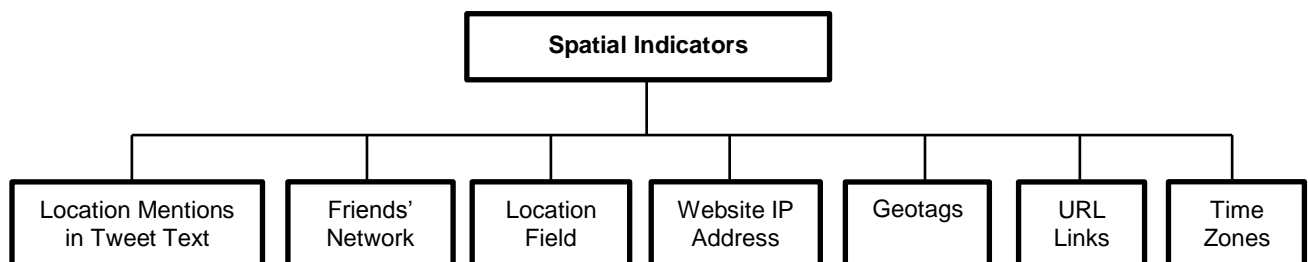 Spatial Indicators
Location Mentions
in Tweet Text
Friends’
Network
Location
Field
Website IP
Address
Geotags
URL
Links
Time
Zones